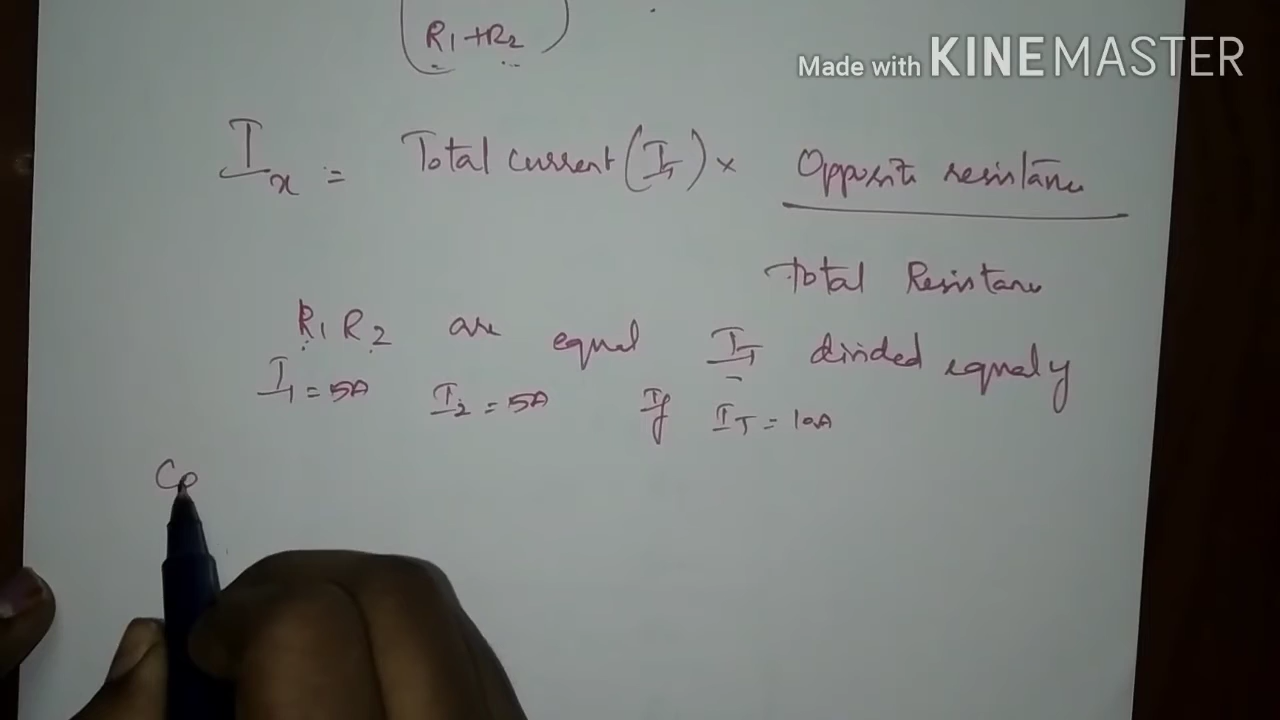 R1+R2
Made with KINEMASTER
Ix = Total current (IT) × Opposite resistance
Total Resistance
R1 R2 are equal IT divided equally
I1 = 5A I2 = 5A If IT = 10A
Co